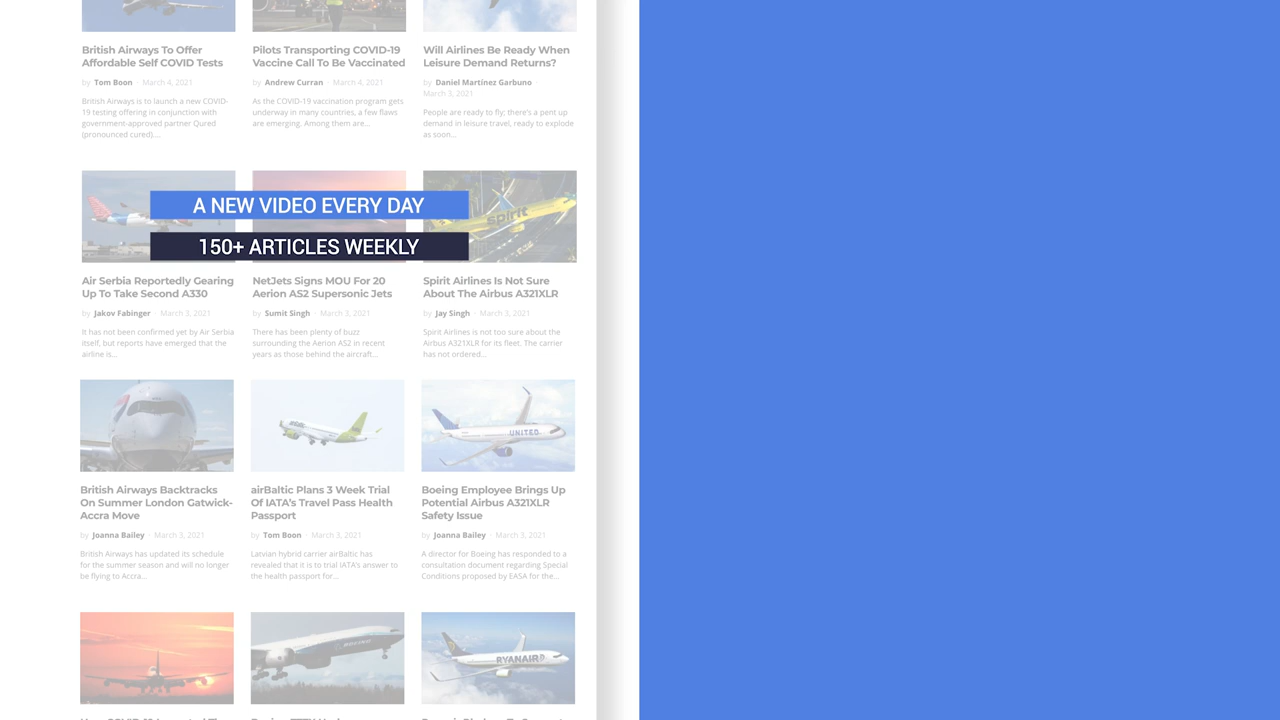 British Airways To Offer
Affordable Self COVID Tests
by Tom Boon - March 4, 2021
British Airways is to launch a new COVID-
19 testing offering in conjunction with
government-approved partner Qured
(pronounced cured)....
Pilots Transporting COVID-19
Vaccine Call To Be Vaccinated
by Andrew Curran - March 4, 2021
As the COVID-19 vaccination program gets
underway in many countries, a few flaws
are emerging. Among them are...
Will Airlines Be Ready When
Leisure Demand Returns?
by Daniel Martínez Garbuno -
March 3, 2021
People are ready to fly; there's a pent up
demand in leisure travel, ready to explode
as soon...
A NEW VIDEO EVERY DAY
150+ ARTICLES WEEKLY
spirit
Air Serbia Reportedly Gearing
Up To Take Second A330
by Jakov Fabinger - March 3, 2021
It has not been confirmed yet by Air Serbia
itself, but reports have emerged that the
airline is...
NetJets Signs MOU For 20
Aerion AS2 Supersonic Jets
by Sumit Singh - March 3, 2021
There has been plenty of buzz
surrounding the Aerion AS2 in recent
years as those behind the aircraft...
Spirit Airlines Is Not Sure
About The Airbus A321XLR
by Jay Singh - March 3, 2021
Spirit Airlines is not too sure about the
Airbus A321XLR for its fleet. The carrier
has not ordered...
UNITED
British Airways Backtracks
On Summer London Gatwick-
Accra Move
by Joanna Bailey - March 3, 2021
British Airways has updated its schedule
for the summer season and will no longer
be flying to Accra...
airBaltic Plans 3 Week Trial
Of IATA's Travel Pass Health
Passport
by Tom Boon - March 3, 2021
Latvian hybrid carrier airBaltic has
revealed that it is to trial IATA's answer to
the health passport for...
Boeing Employee Brings Up
Potential Airbus A321XLR
Safety Issue
by Joanna Bailey - March 3, 2021
A director for Boeing has responded to a
consultation document regarding Special
Conditions proposed by EASA for the...
RYANAIR